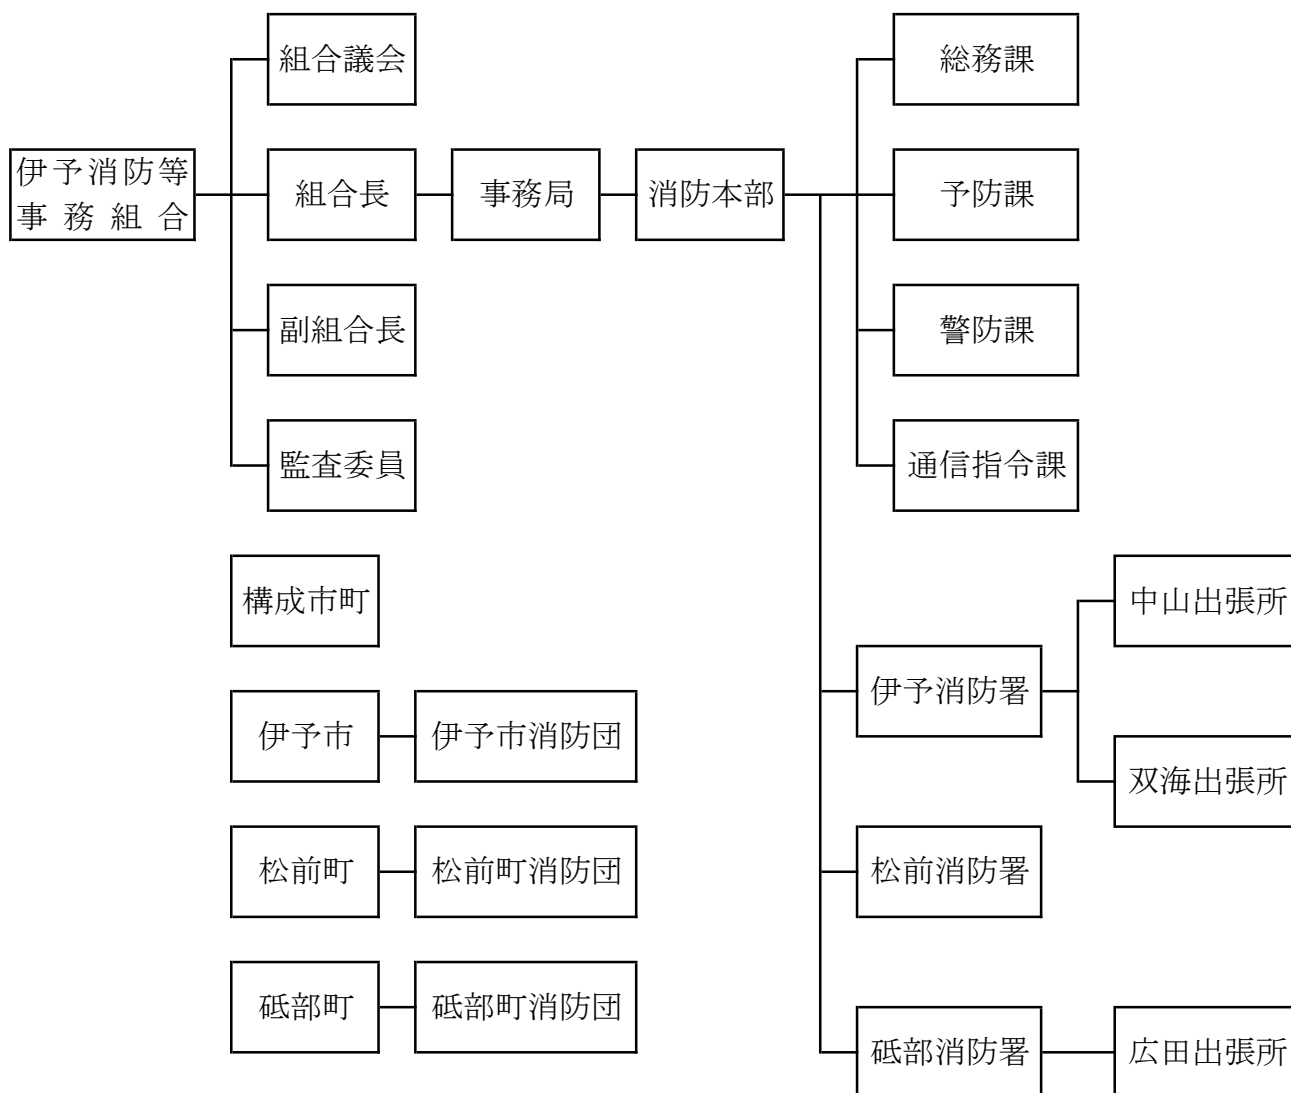 組合議会
総務課
伊予消防等
事務組合
組合長
事務局
消防本部
予防課
副組合長
警防課
監査委員
通信指令課
構成市町
中山出張所
伊予消防署
伊予市
伊予市消防団
双海出張所
松前町
松前町消防団
松前消防署
砥部町
砥部町消防団
砥部消防署
広田出張所